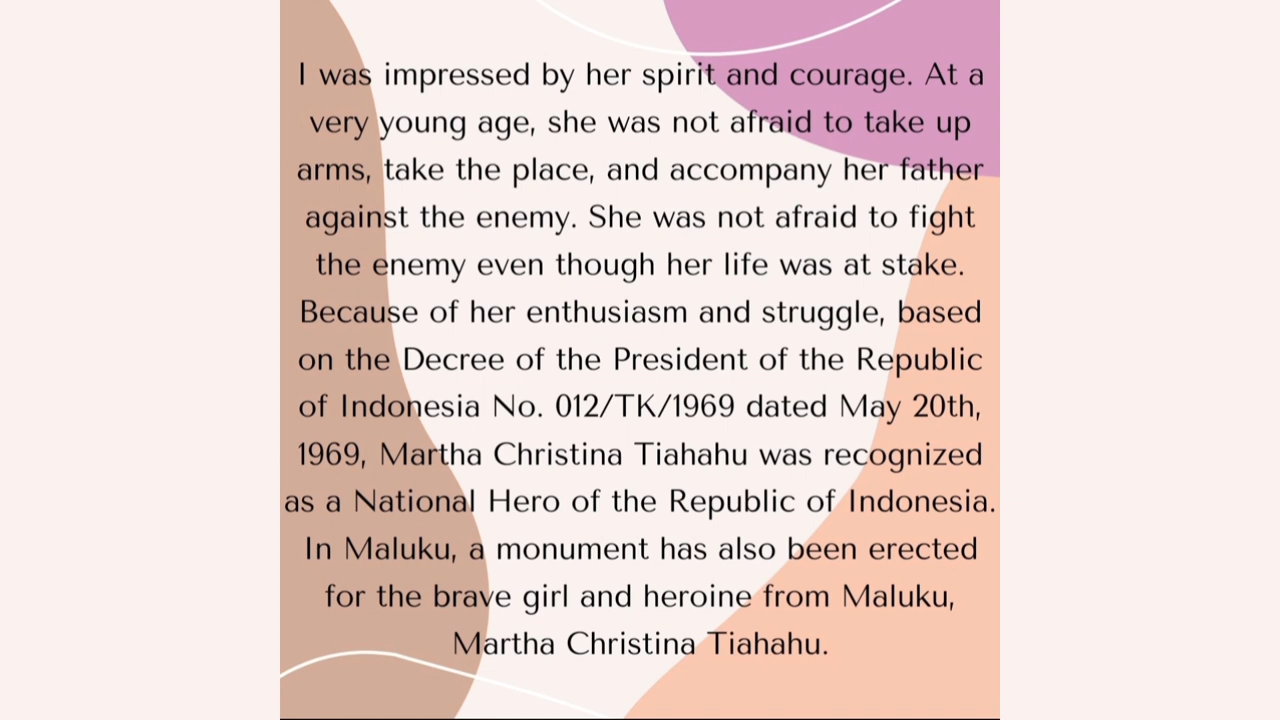 I was impressed by her spirit and courage. At a
very young age, she was not afraid to take up
arms, take the place, and accompany her father
against the enemy. She was not afraid to fight
the enemy even though her life was at stake.
Because of her enthusiasm and struggle, based
on the Decree of the President of the Republic
of Indonesia No. 012/TK/1969 dated May 20th,
1969, Martha Christina Tiahahu was recognized
as a National Hero of the Republic of Indonesia.
In Maluku, a monument has also been erected
for the brave girl and heroine from Maluku,
Martha Christina Tiahahu.